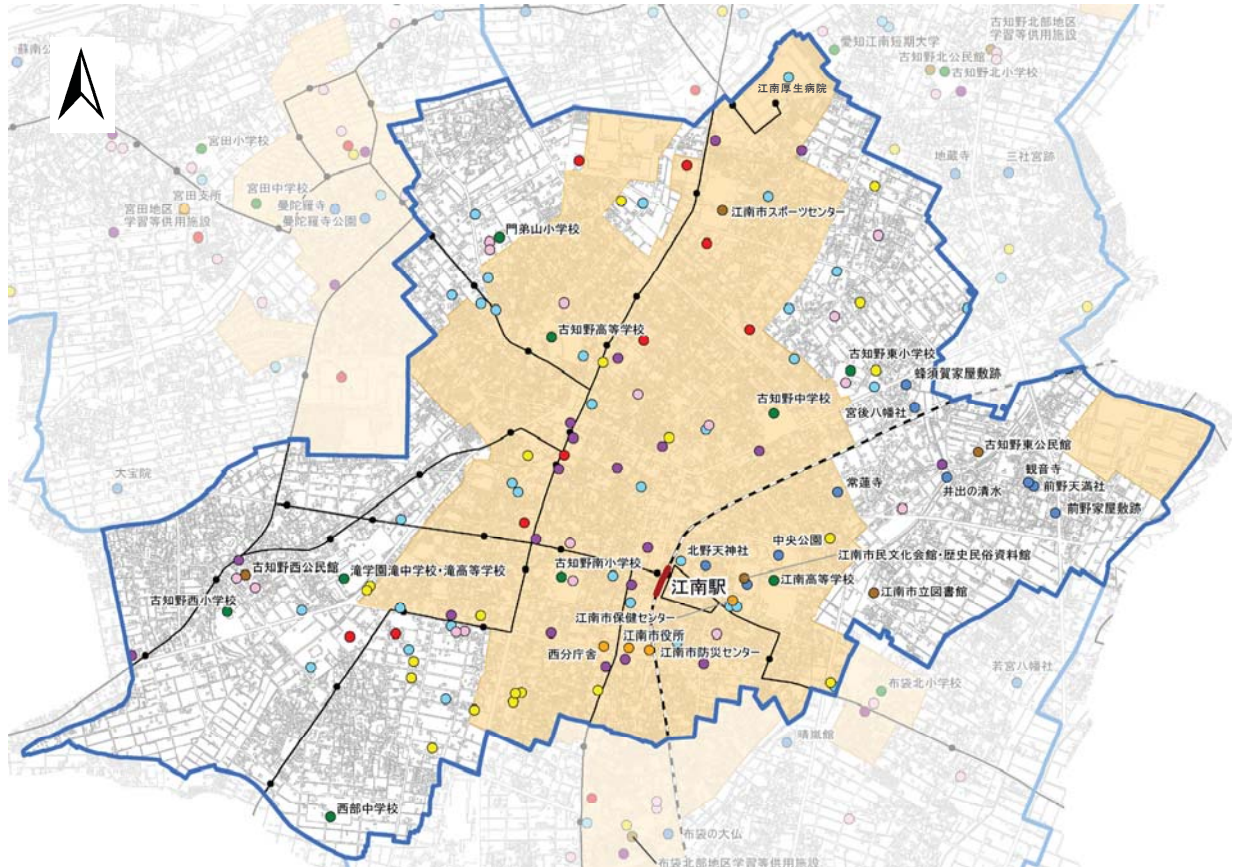 古知野北部地区
学習等供用施設
蘇南公
愛知江南短期大学
古知野北公民館
古知野北小学校
江南厚生病院
宮田小学校
地蔵寺
三社宮跡
宮田支所
宮田中学校
曼陀羅寺
曼陀羅寺公園
宮田地区
学習等供用施設
江南市スポーツセンター
門弟山小学校
古知野高等学校
古知野東小学校
蜂須賀家屋敷跡
古知野中学校
宮後八幡社
古知野東公民館
観音寺
大宝院
常蓮寺
井出の清水
前野天満社
前野家屋敷跡
中央公園
北野天神社
江南市民文化会館・歴史民俗資料館
古知野西公民館
滝学園滝中学校・滝高等学校
古知野南小学校
江南駅
江南高等学校
江南市立図書館
古知野西小学校
江南市保健センター
江南市役所
西分庁舎
江南市防災センター
若宮八幡社
布袋北小学校
晴嵐館
西部中学校
布袋の大仏
布袋北部地区学習等供用施設